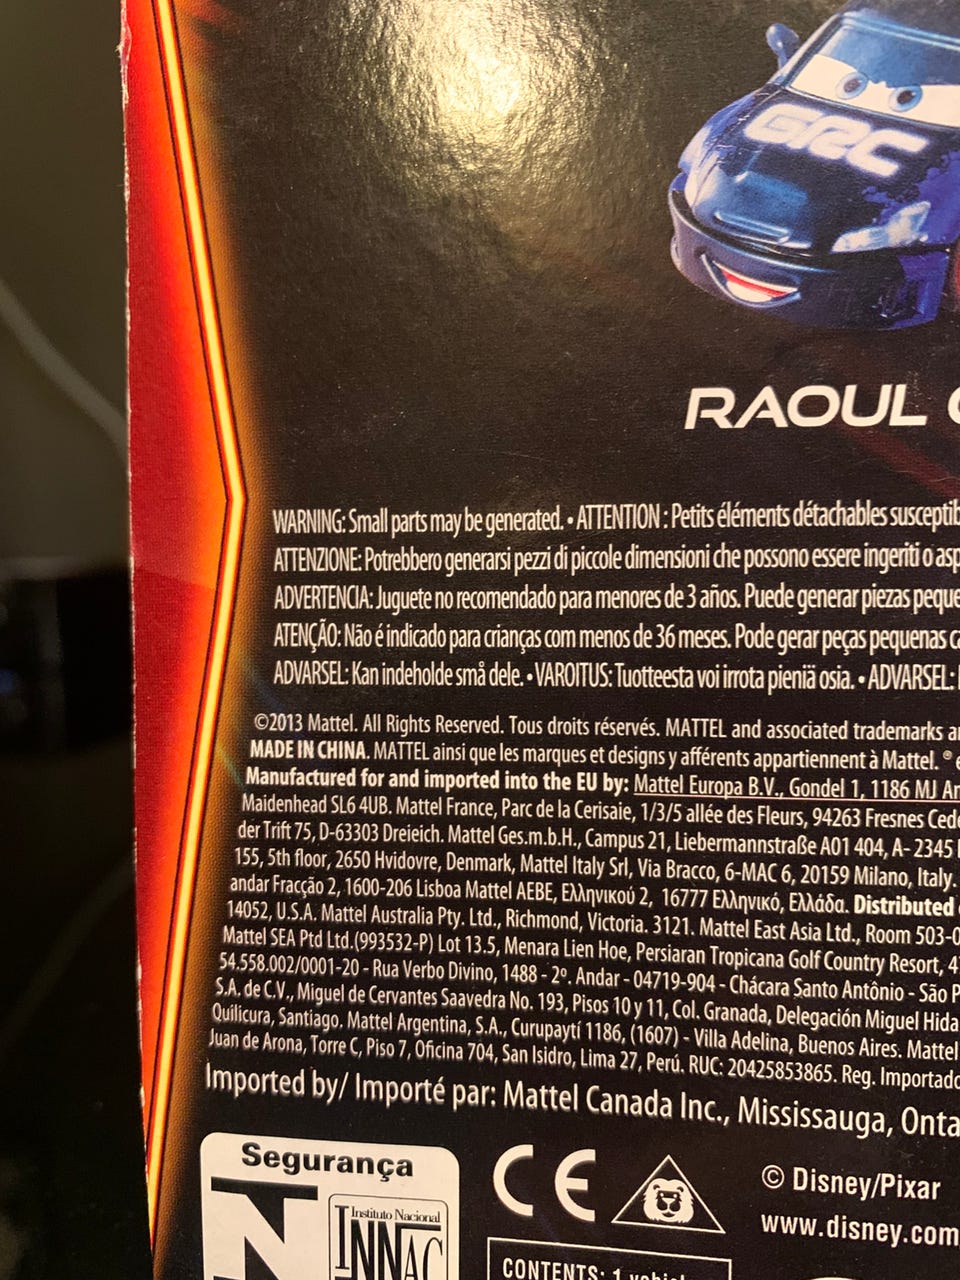 GRC
RAOUL
WARNING: Small parts may be generated. • ATTENTION : Petits éléments détachables
ATTENZIONE: Potrebbero generarsi pezzi di piccole dimensioni che possono essere ingeriti o
ADVERTENCIA: Juguete no recomendado para menores de 3 años. Puede generar piezas
ATENÇÃO: Não é indicado para crianças com menos de 36 meses. Pode gerar peças pequenas
ADVARSEL: Kan indeholde små dele. • VAROITUS: Tuotteesta voi irrota pieniä osia. • ADVARSEL:
©2013 Mattel. All Rights Reserved. Tous droits réservés. MATTEL and associated trademarks
MADE IN CHINA. MATTEL ainsi que les marques et designs y afférents appartiennent à Mattel. ®
Manufactured for and imported into the EU by: Mattel Europa B.V., Gondel 1, 1186 MJ
Maidenhead SL6 4UB. Mattel France, Parc de la Cerisaie, 1/3/5 allée des Fleurs, 94263 Fresnes
der Trift 75, D-63303 Dreieich. Mattel Ges.m.b.H., Campus 21, Liebermannstraße A01 404, A- 2345
155, 5th floor, 2650 Hvidovre, Denmark, Mattel Italy Srl, Via Bracco, 6-MAC 6, 20159 Milano, Italy.
andar Fracção 2, 1600-206 Lisboa Mattel AEBE, Ελληνικού 2, 16777 Ελληνικό, Ελλάδα. Distributed
14052, U.S.A. Mattel Australia Pty. Ltd., Richmond, Victoria. 3121. Mattel East Asia Ltd., Room 503-0
Mattel SEA Ptd Ltd.(993532-P) Lot 13.5, Menara Lien Hoe, Persiaran Tropicana Golf Country Resort,
54.558.002/0001-20 - Rua Verbo Divino, 1488 - 2º. Andar - 04719-904 - Chácara Santo Antônio - São
S.A. de C.V., Miguel de Cervantes Saavedra No. 193, Pisos 10 y 11, Col. Granada, Delegación Miguel
Quilicura, Santiago. Mattel Argentina, S.A., Curupaytí 1186, (1607) - Villa Adelina, Buenos Aires. Mattel
Juan de Arona, Torre C, Piso 7, Oficina 704, San Isidro, Lima 27, Perú. RUC: 20425853865. Reg.
Imported by/ Importé par: Mattel Canada Inc., Mississauga,
Segurança
Instituto Nacional
INNAC
CE
© Disney/Pixar
www.disney.com
CONTENTS: 1